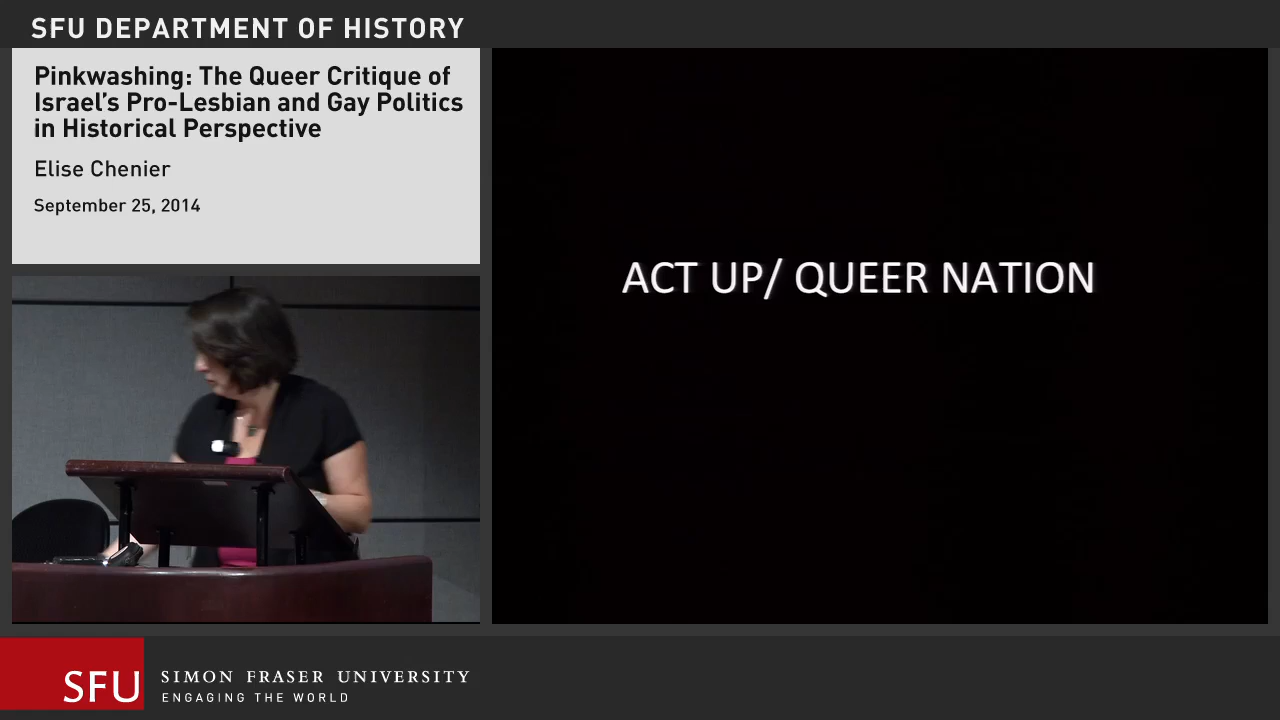 SFU DEPARTMENT OF HISTORY
Pinkwashing: The Queer Critique of
Israel's Pro-Lesbian and Gay Politics
in Historical Perspective
Elise Chenier
September 25, 2014
ACT UP/ QUEER NATION
SFU
SIMON FRASER UNIVERSITY
ENGAGING THE WORLD